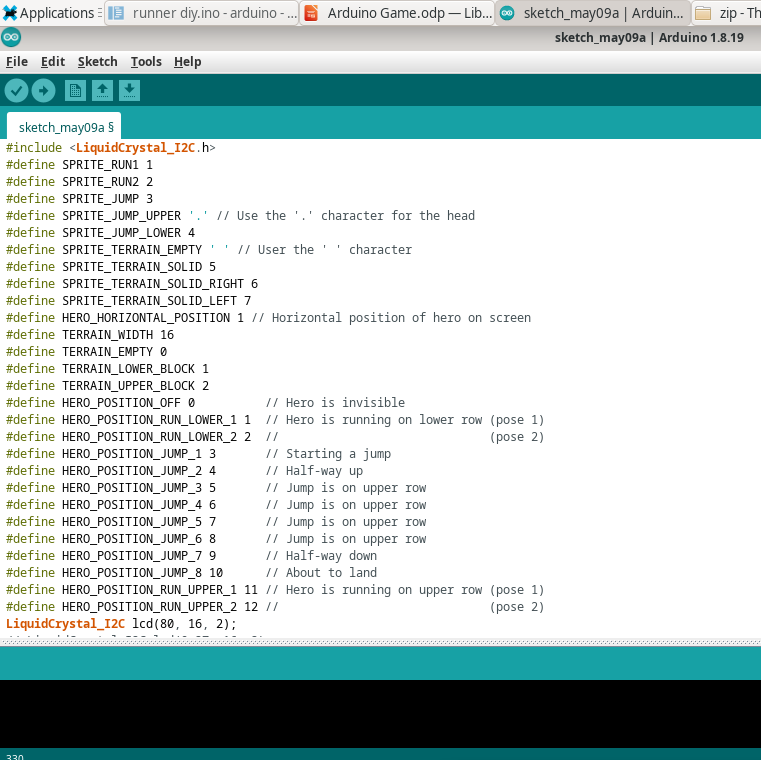 Applications
runner diy.ino - arduino - ...
Arduino Game.odp — Lib...
sketch_may09a | Arduin...
zip - Th
sketch_may09a | Arduino 1.8.19
File Edit Sketch Tools Help
sketch_may09a §
#include <LiquidCrystal_I2C.h>
#define SPRITE_RUN1 1
#define SPRITE_RUN2 2
#define SPRITE_JUMP 3
#define SPRITE_JUMP_UPPER '.' // Use the '.' character for the head
#define SPRITE_JUMP_LOWER 4
#define SPRITE_TERRAIN_EMPTY ' ' // User the ' ' character
#define SPRITE_TERRAIN_SOLID 5
#define SPRITE_TERRAIN_SOLID_RIGHT 6
#define SPRITE_TERRAIN_SOLID_LEFT 7
#define HERO_HORIZONTAL_POSITION 1 // Horizontal position of hero on screen
#define TERRAIN_WIDTH 16
#define TERRAIN_EMPTY 0
#define TERRAIN_LOWER_BLOCK 1
#define TERRAIN_UPPER_BLOCK 2
#define HERO_POSITION_OFF 0 // Hero is invisible
#define HERO_POSITION_RUN_LOWER_1 1 // Hero is running on lower row (pose 1)
#define HERO_POSITION_RUN_LOWER_2 2 // (pose 2)
#define HERO_POSITION_JUMP_1 3 // Starting a jump
#define HERO_POSITION_JUMP_2 4 // Half-way up
#define HERO_POSITION_JUMP_3 5 // Jump is on upper row
#define HERO_POSITION_JUMP_4 6 // Jump is on upper row
#define HERO_POSITION_JUMP_5 7 // Jump is on upper row
#define HERO_POSITION_JUMP_6 8 // Jump is on upper row
#define HERO_POSITION_JUMP_7 9 // Half-way down
#define HERO_POSITION_JUMP_8 10 // About to land
#define HERO_POSITION_RUN_UPPER_1 11 // Hero is running on upper row (pose 1)
#define HERO_POSITION_RUN_UPPER_2 12 // (pose 2)
LiquidCrystal_I2C lcd(80, 16, 2);
330